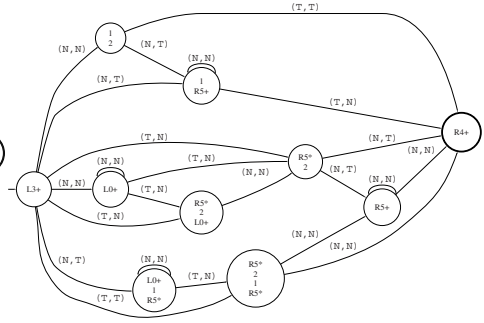 (T,T)
1
2
(N,N)
(N,T)
(N,N)
(N,T)
1
R5+
(T,N)
R4+
(T,N)
(N,T)
(N,N)
(N,N)
(T,N)
R5*
2
(N,N)
L3+
(N,N)
L0+
(T,N)
(N,N)
(N,T)
R5*
2
L0+
R5+
(T,N)
(N,N)
(N,N)
(N,T)
(N,N)
R5*
2
1
R5*
L0+
1
R5*
(T,N)
(T,T)